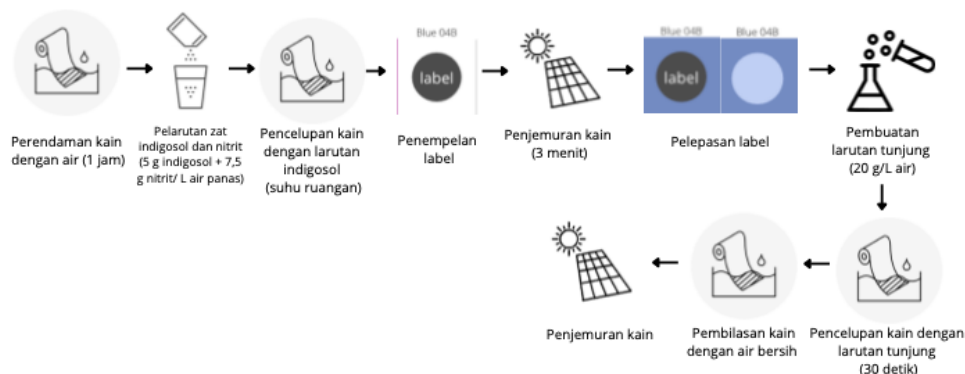 Perendaman kain
dengan air (1 jam)
Pelarutan zat
indigosol dan nitrit
(5 g indigosol + 7,5
g nitrit/ L air panas)
Pencelupan kain
dengan larutan
indigosol
(suhu ruangan)
Blue 04B
label
Penempelan
label
Penjemuran kain
(3 menit)
Blue 04B
Blue 04B
label
Pelepasan label
Pembuatan
larutan tunjung
(20 g/L air)
Penjemuran kain
Pembilasan kain
dengan air bersih
Pencelupan kain dengan
larutan tunjung
(30 detik)